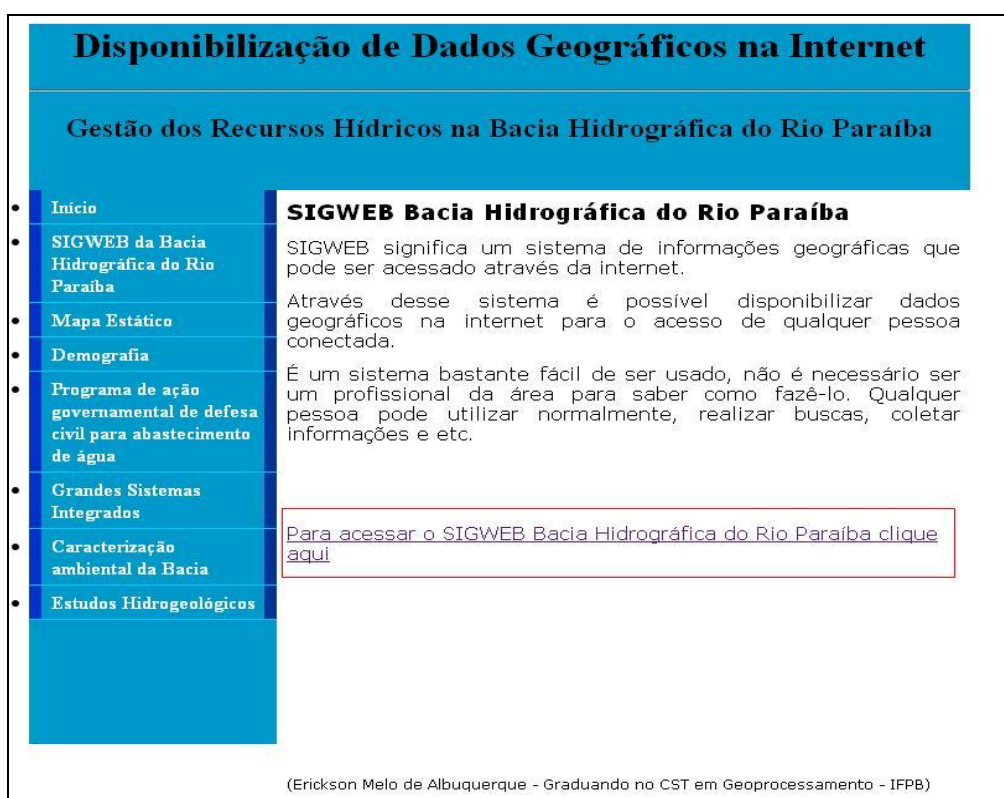 Disponibilização de Dados Geográficos na Internet
Gestão dos Recursos Hídricos na Bacia Hidrográfica do Rio Paraíba
Início
SIGWEB da Bacia
Hidrográfica do Rio
Paraíba
Mapa Estático
Demografia
Programa de ação
governamental de defesa
civil para abastecimento
de água
Grandes Sistemas
Integrados
Caracterização
ambiental da Bacia
Estudos Hidrogeológicos
SIGWEB Bacia Hidrográfica do Rio Paraíba
SIGWEB significa um sistema de informações geográficas que
pode ser acessado através da internet.
Através desse sistema é possível disponibilizar dados
geográficos na internet para o acesso de qualquer pessoa
conectada.
É um sistema bastante fácil de ser usado, não é necessário ser
um profissional da área para saber como fazê-lo. Qualquer
pessoa pode utilizar normalmente, realizar buscas, coletar
informações e etc.
Para acessar o SIGWEB Bacia Hidrográfica do Rio Paraíba clique
aqui
(Erickson Melo de Albuquerque - Graduando no CST em Geoprocessamento - IFPB)